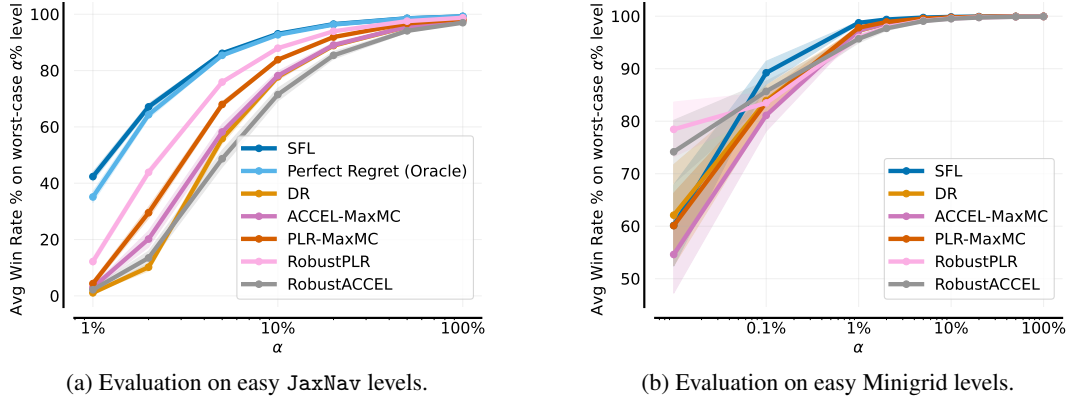 Avg Win Rate % on worst-case α% level
100
80
60
40
20
0
1%
10%
100%
α
SFL
Perfect Regret (Oracle)
DR
ACCEL-MaxMC
PLR-MaxMC
RobustPLR
RobustACCEL
(a) Evaluation on easy JaxNav levels.
Avg Win Rate % on worst-case α% level
100
90
80
70
60
50
0.1%
1%
10%
100%
α
SFL
DR
ACCEL-MaxMC
PLR-MaxMC
RobustPLR
RobustACCEL
(b) Evaluation on easy Minigrid levels.